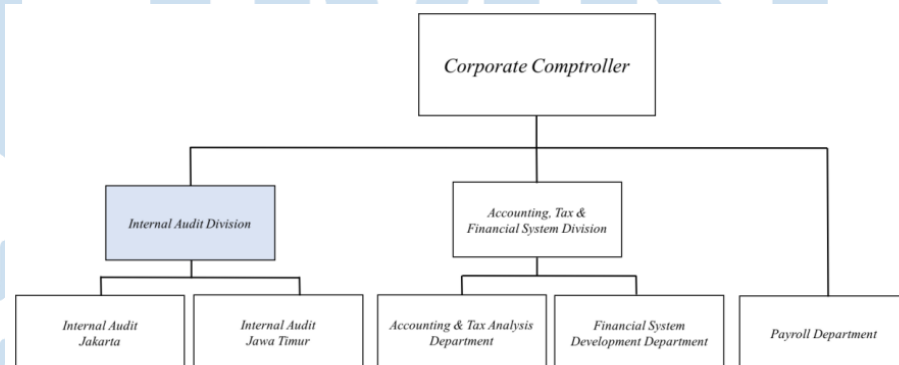 Corporate Comptroller
Internal Audit Division
Accounting, Tax &
Financial System Division
Internal Audit
Jakarta
Internal Audit
Jawa Timur
Accounting & Tax Analysis
Department
Financial System
Development Department
Payroll Department